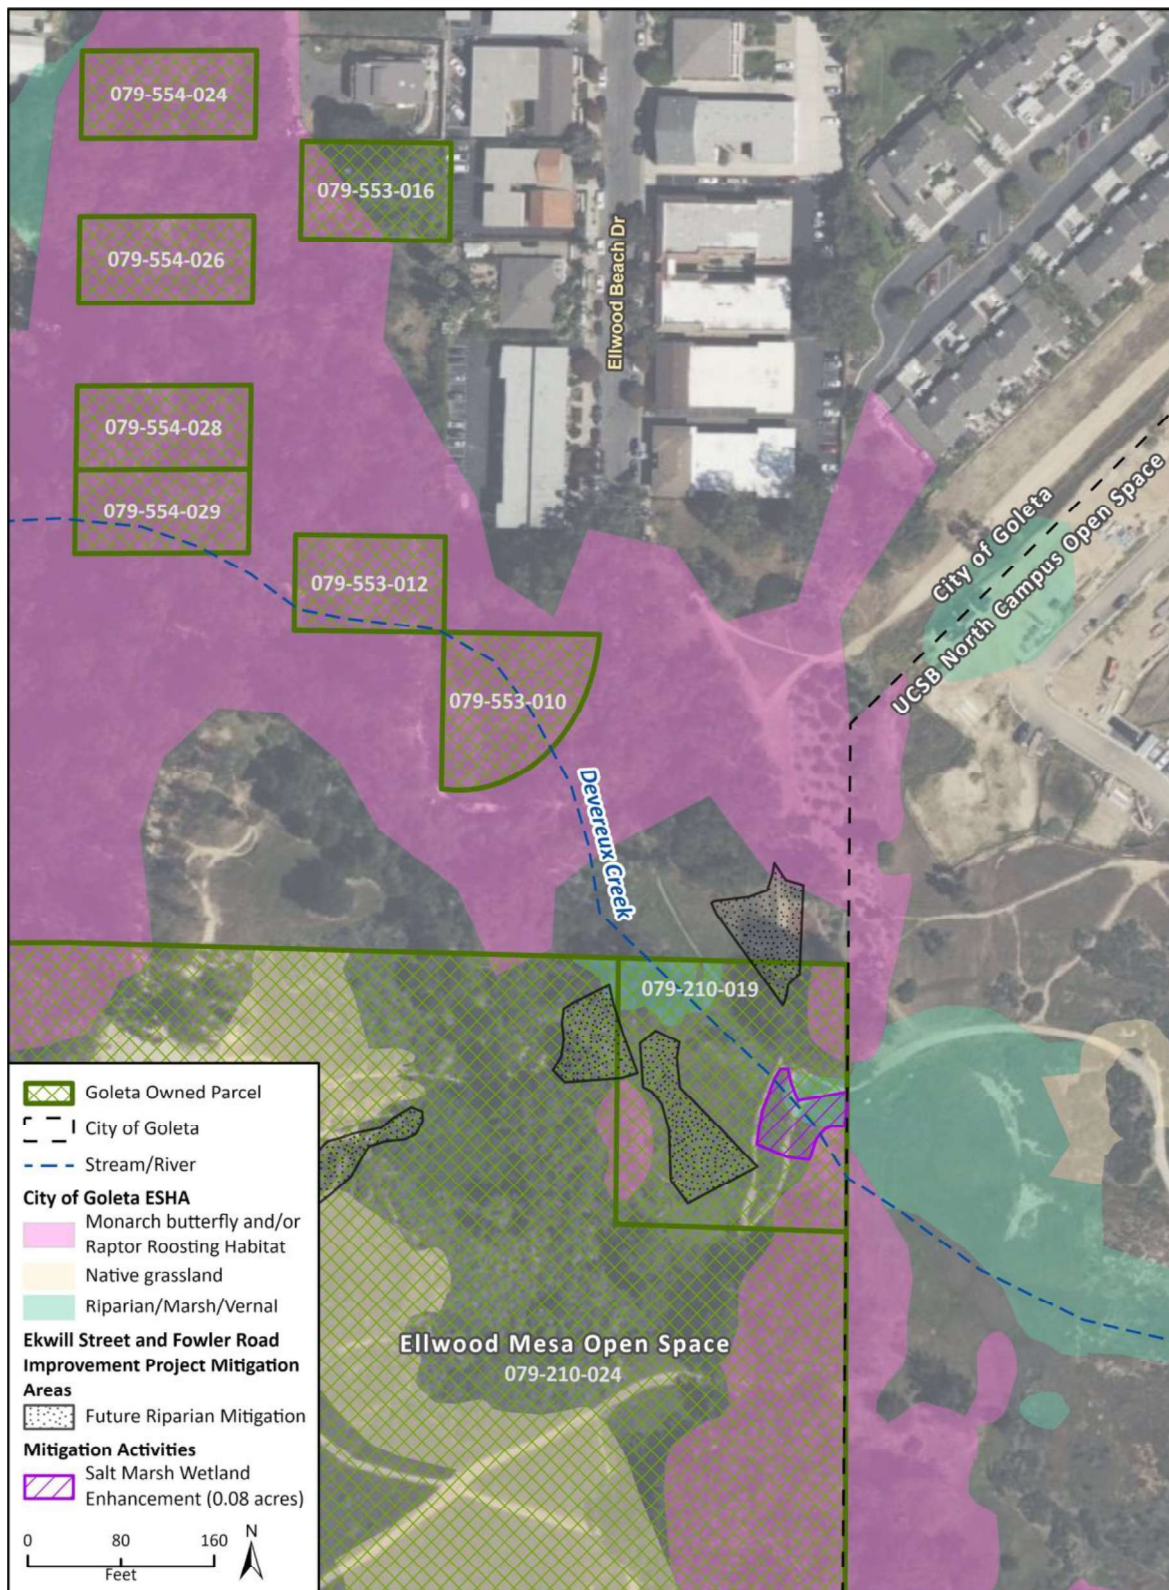 079-554-024
079-553-016
079-554-026
Ellwood Beach Dr
079-554-028
079-554-029
City of Goleta
UCSB North Campus Open Space
079-553-012
079-553-010
Devereux Creek
079-210-019
Ellwood Mesa Open Space
079-210-024
Goleta Owned Parcel
City of Goleta
Stream/River
City of Goleta ESHA
Monarch butterfly and/or
Raptor Roosting Habitat
Native grassland
Riparian/Marsh/Vernal
Ekwill Street and Fowler Road
Improvement Project Mitigation
Areas
Future Riparian Mitigation
Mitigation Activities
Salt Marsh Wetland
Enhancement (0.08 acres)
0 80 160
Feet
N